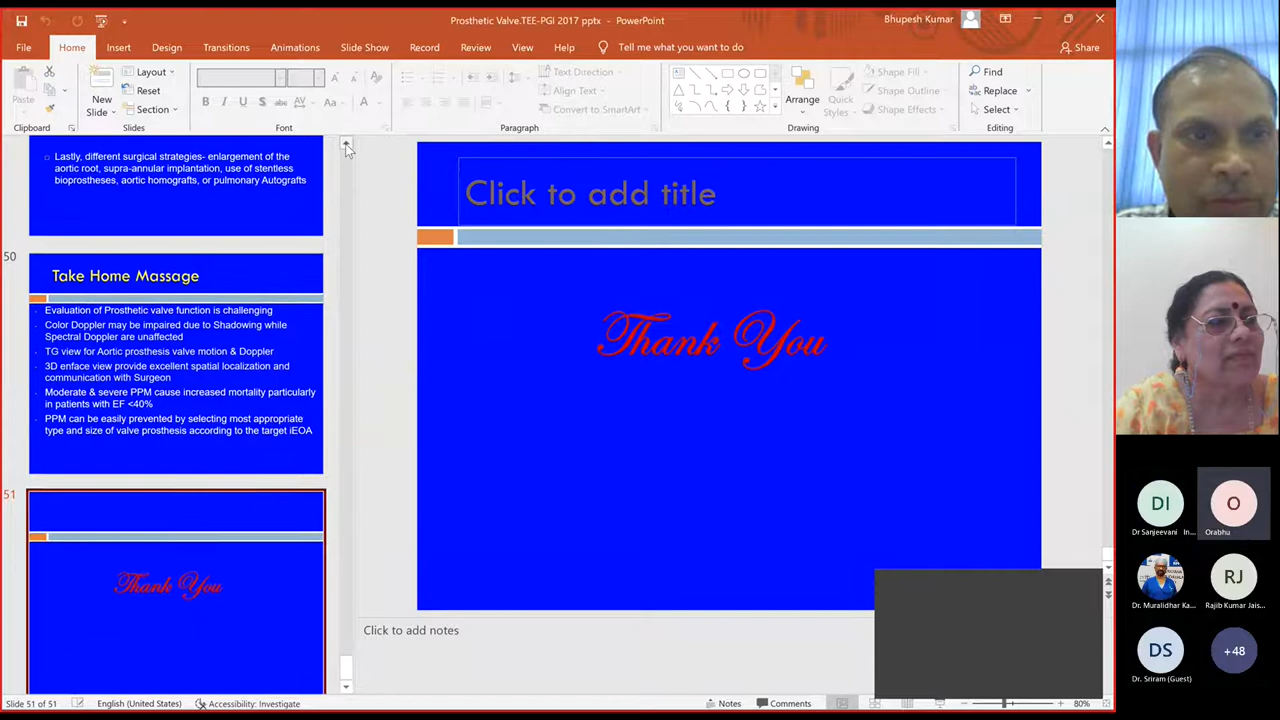 Prosthetic Valve.TEE-PGI 2017 pptx - PowerPoint
Bhupesh Kumar
File Home Insert Design Transitions Animations Slide Show Record Review View Help Tell me what you want to do Share
Paste
Clipboard
New Slide
Layout
Reset
Section
Slides
B I U S abc AV Aa A
Font
Text Direction
Align Text
Convert to SmartArt
Paragraph
Arrange
Quick Styles
Shape Fill
Shape Outline
Shape Effects
Drawing
Find
Replace
Select
Editing
Lastly, different surgical strategies- enlargement of the
aortic root, supra-annular implantation, use of stentless
bioprostheses, aortic homografts, or pulmonary Autografts
50
Take Home Massage
Evaluation of Prosthetic valve function is challenging
Color Doppler may be impaired due to Shadowing while
Spectral Doppler are unaffected
TG view for Aortic prosthesis valve motion & Doppler
3D enface view provide excellent spatial localization and
communication with Surgeon
Moderate & severe PPM cause increased mortality particularly
in patients with EF <40%
PPM can be easily prevented by selecting most appropriate
type and size of valve prosthesis according to the target iEOA
51
Thank You
Click to add title
Thank You
Click to add notes
Slide 51 of 51 English (United States) Accessibility: Investigate Notes Comments 80%
DI
Dr Sanjeevani In...
O
Orabhu
Dr. Muralidhar Ka...
RJ
Rajib Kumar Jais...
DS
Dr. Sriram (Guest)
+48